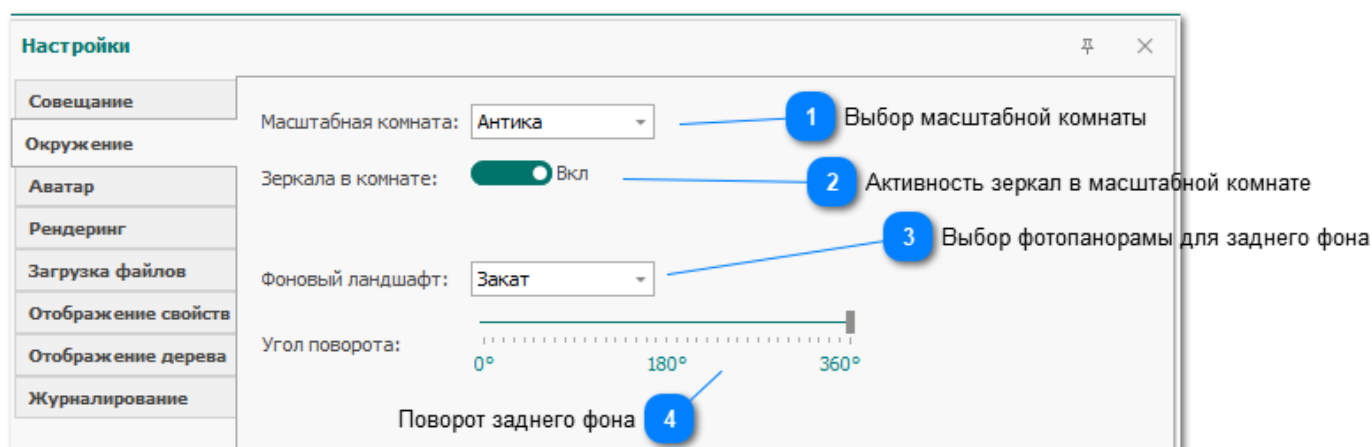 Настройки
Совещание
Окружение
Аватар
Рендеринг
Загрузка файлов
Отображение свойств
Отображение дерева
Журналирование
Масштабная комната: Антика
1 Выбор масштабной комнаты
Зеркала в комнате: Вкл
2 Активность зеркал в масштабной комнате
3 Выбор фотопанорамы для заднего фона
Фоновый ландшафт: Закат
Угол поворота:
0° 180° 360°
Поворот заднего фона 4